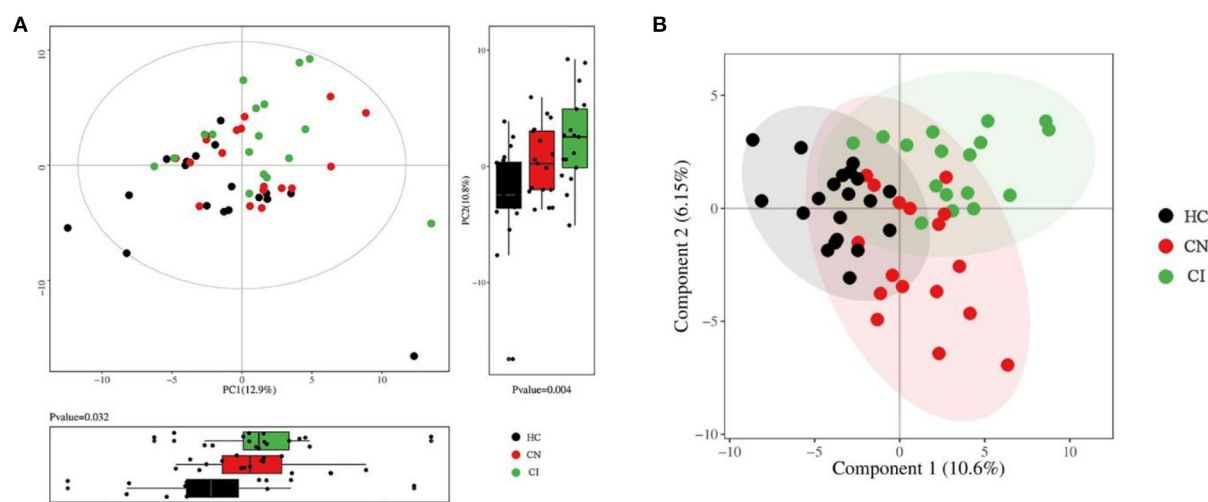 A
10
0
−10
−10
−5
0
5
10
PC1(12.9%)
10
0
−10
PC2(10.8%)
Pvalue=0.004
Pvalue=0.032
HC
CN
CI
B
5
0
−5
−10
−10
−5
0
5
10
Component 2 (6.15%)
Component 1 (10.6%)
HC
CN
CI